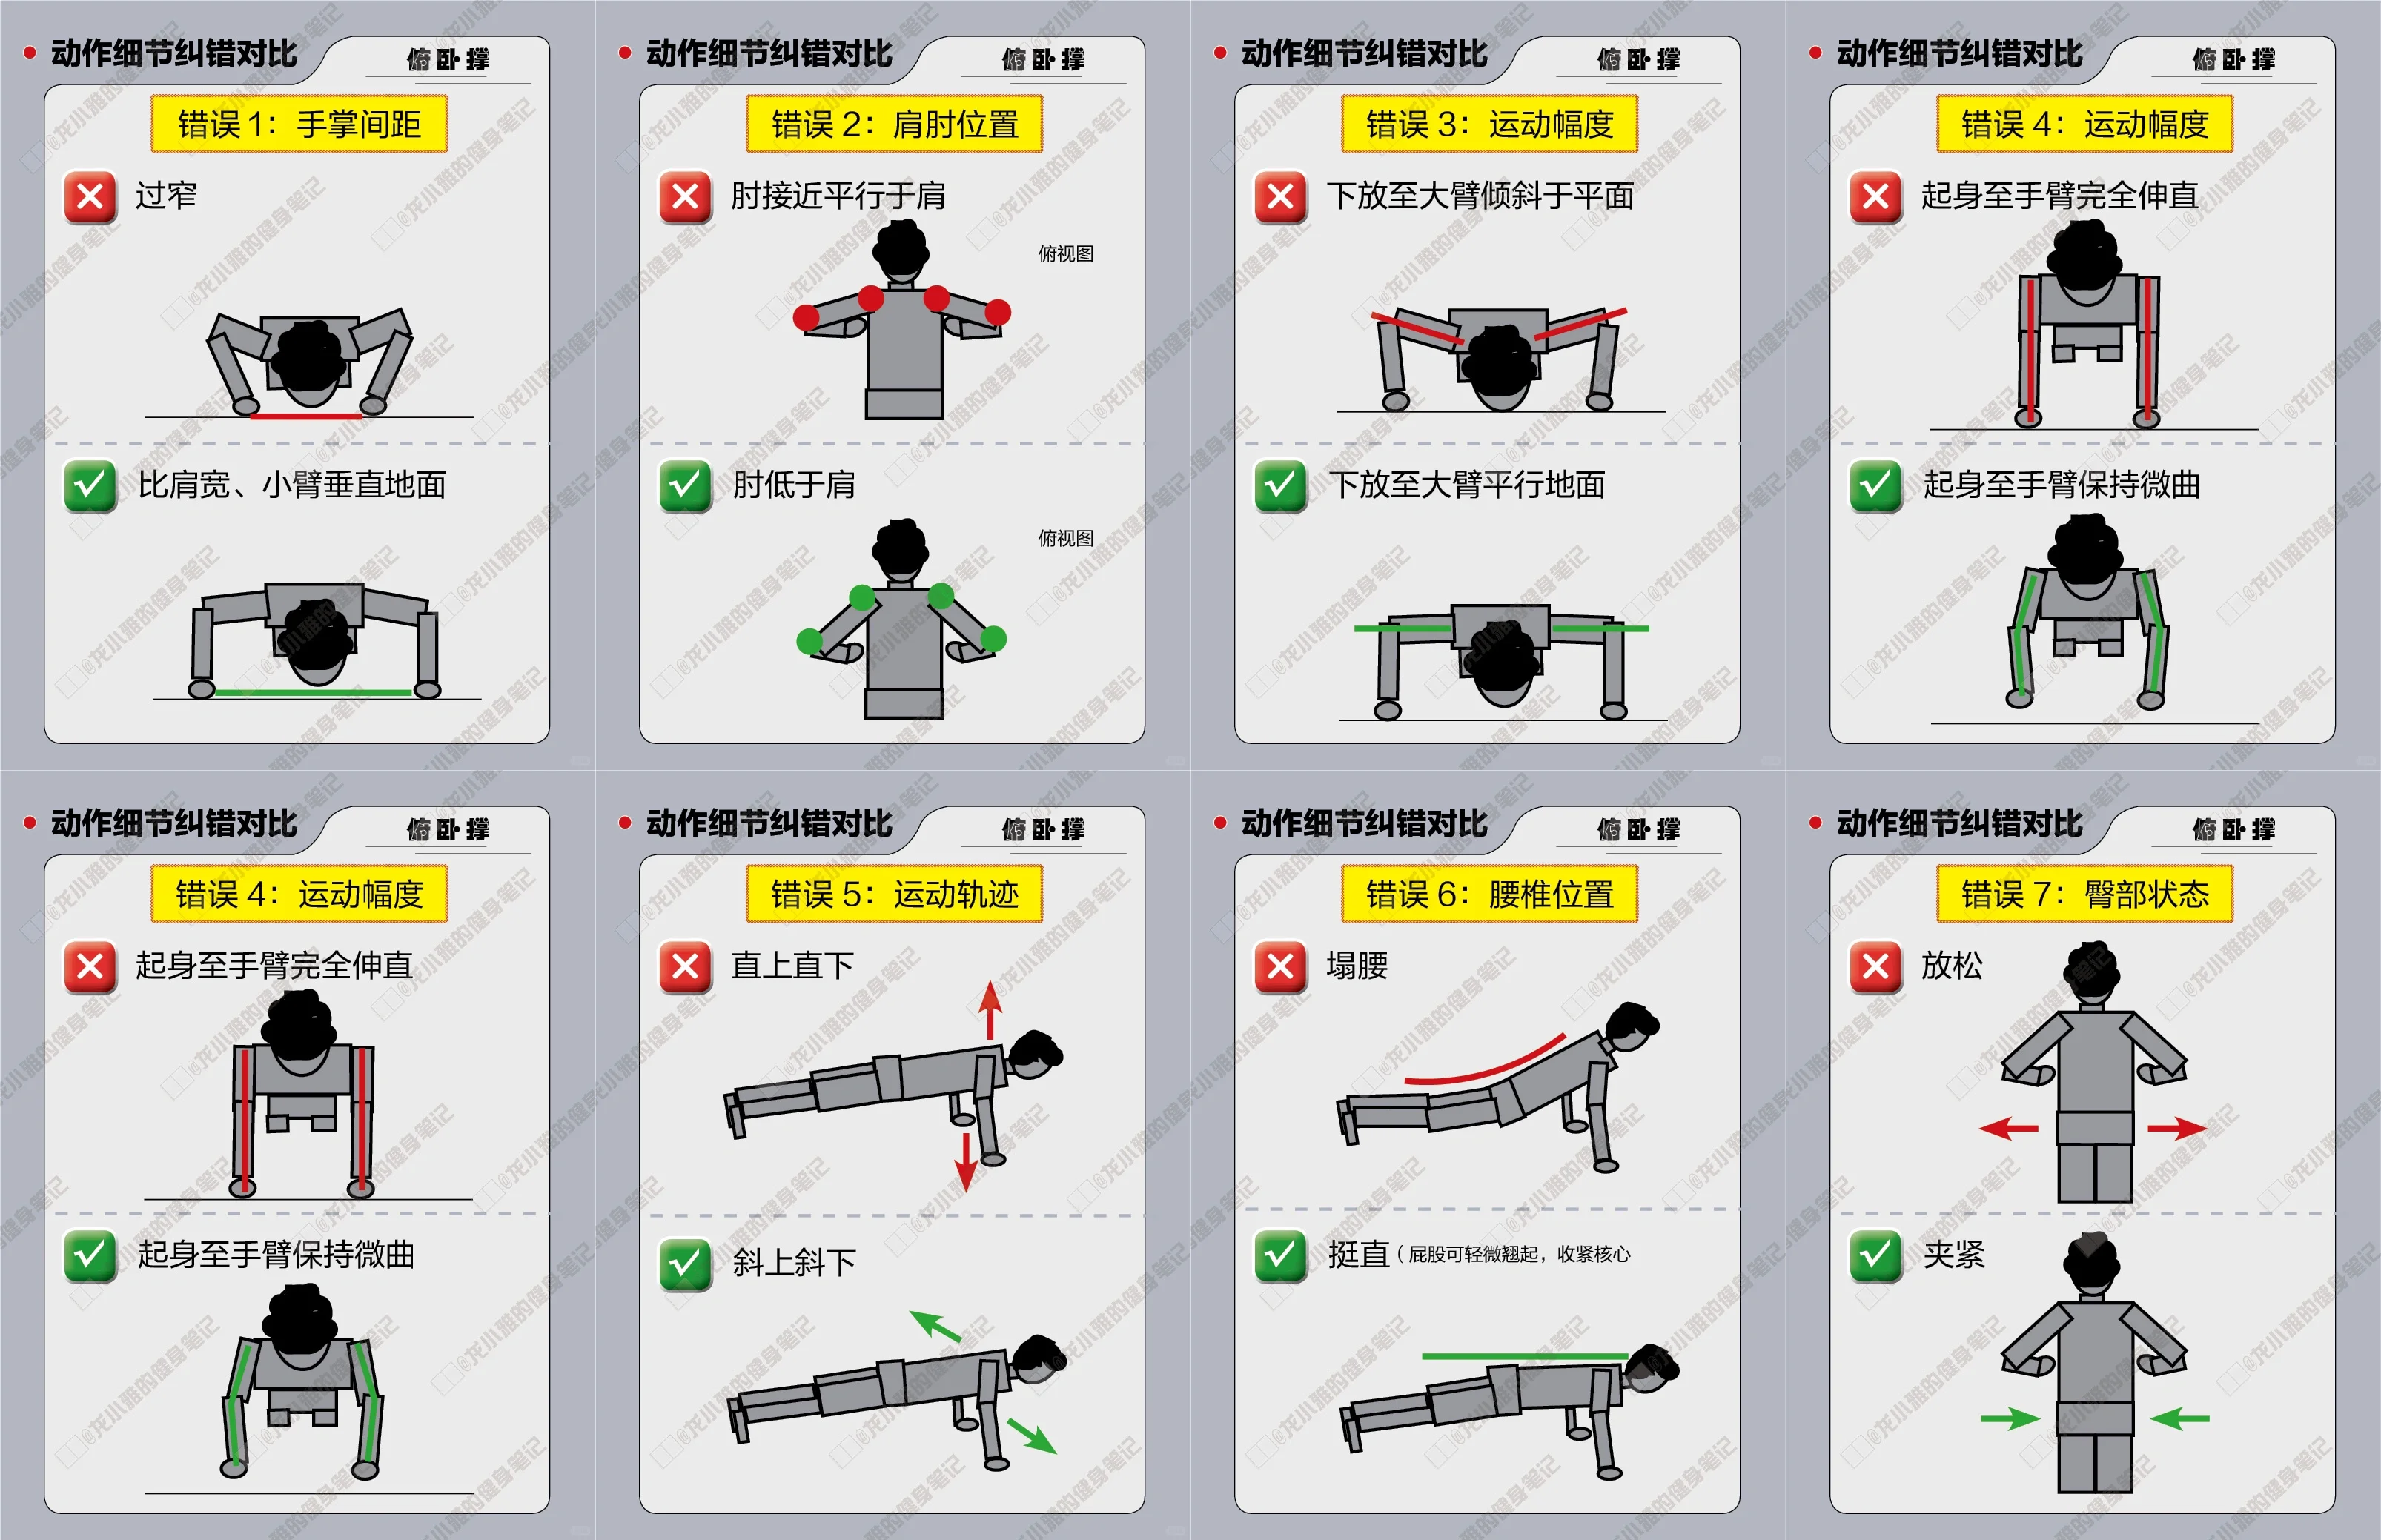 动作细节纠错对比
俯卧撑
错误1：手掌间距
过窄
比肩宽、小臂垂直地面
动作细节纠错对比
俯卧撑
错误2：肩肘位置
肘接近平行于肩
俯视图
肘低于肩
俯视图
动作细节纠错对比
俯卧撑
错误3：运动幅度
下放至大臂倾斜于平面
下放至大臂平行地面
动作细节纠错对比
俯卧撑
错误4：运动幅度
起身至手臂完全伸直
起身至手臂保持微曲
动作细节纠错对比
俯卧撑
错误4：运动幅度
起身至手臂完全伸直
起身至手臂保持微曲
动作细节纠错对比
俯卧撑
错误5：运动轨迹
直上直下
斜上斜下
动作细节纠错对比
俯卧撑
错误6：腰椎位置
塌腰
挺直（屁股可轻微翘起，收紧核心
动作细节纠错对比
俯卧撑
错误7：臀部状态
放松
夹紧
@龙小雅的健身笔记